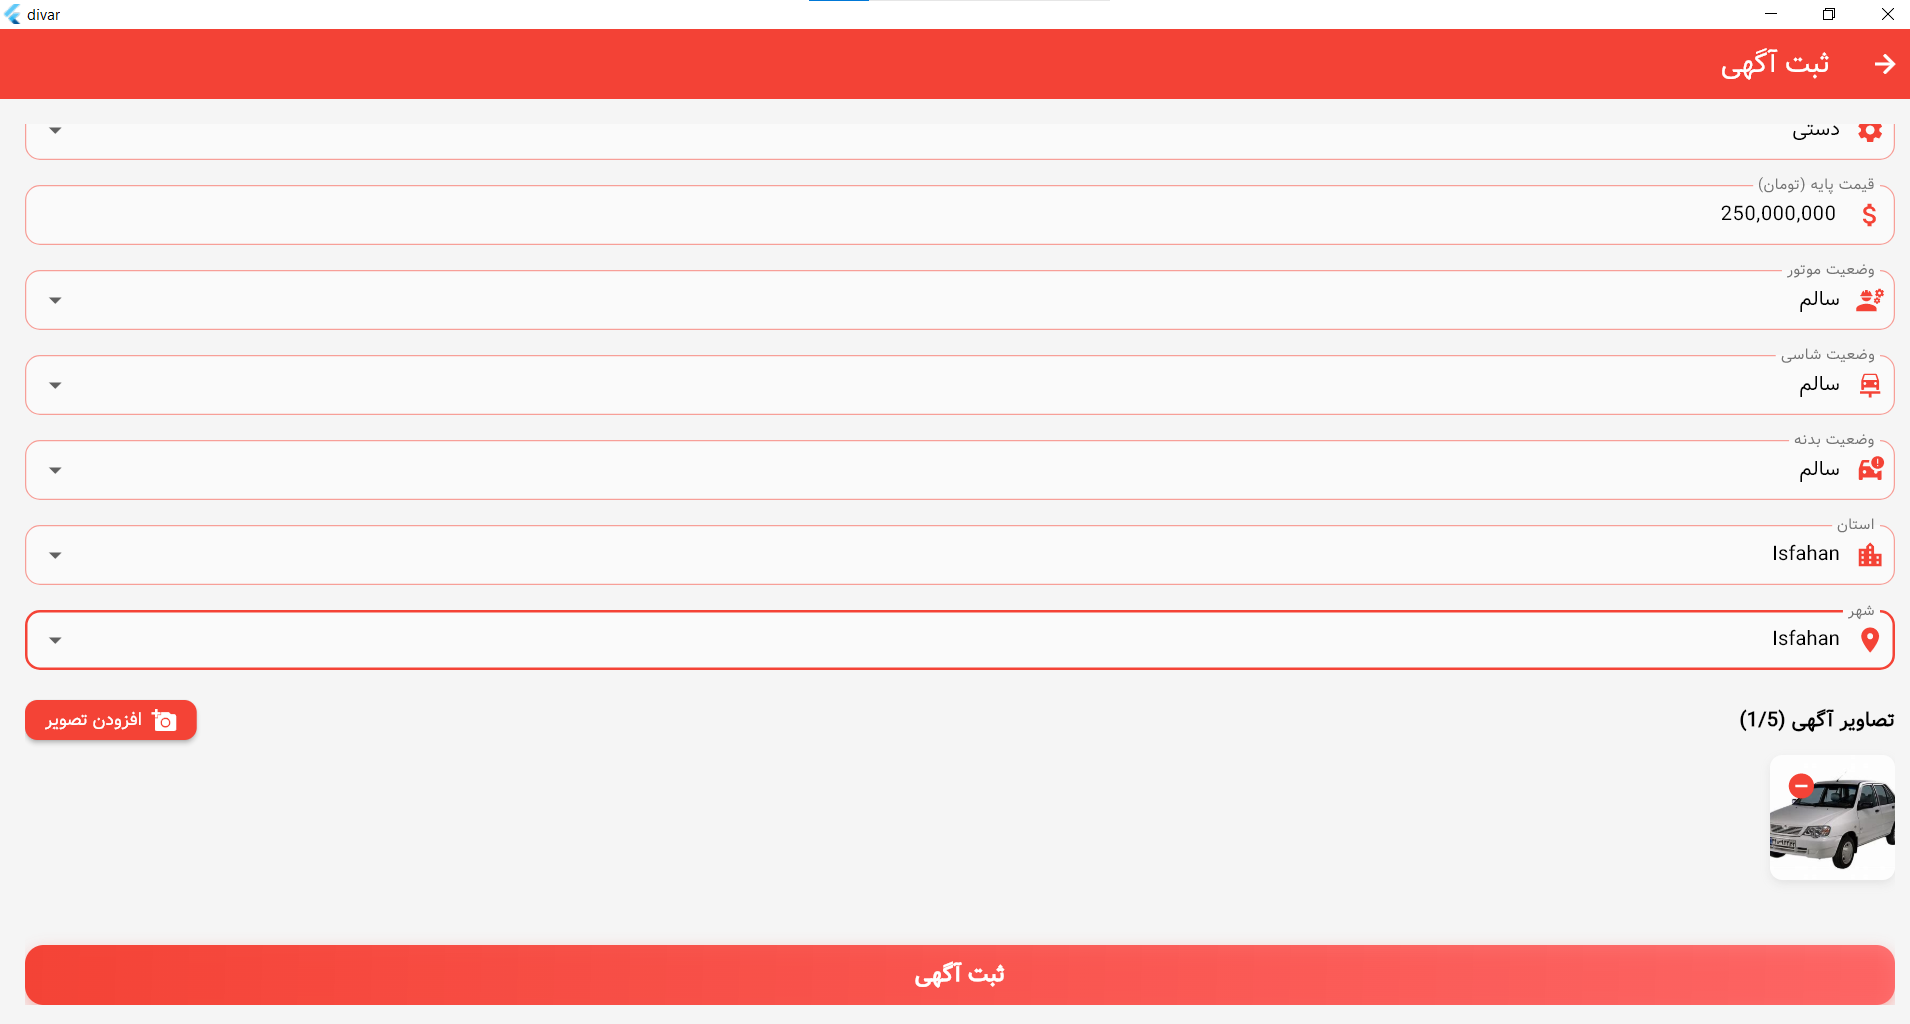 divar
ثبت آگهی
دستی
قیمت پایه (تومان)
250,000,000
وضعیت موتور
سالم
وضعیت شاسی
سالم
وضعیت بدنه
سالم
استان
Isfahan
شهر
Isfahan
تصاویر آگهی (1/5)
افزودن تصویر
ثبت آگهی